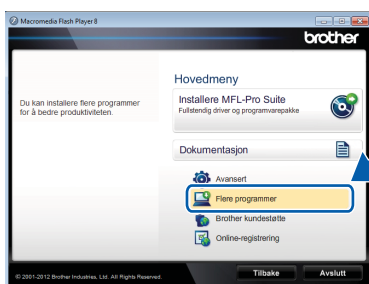 Macromedia Flash Player 8
brother
Hovedmeny
Du kan installere flere programmer
for å bedre produktiviteten.
Installere MFL-Pro Suite
Fullstendig driver og programvarepakke
Dokumentasjon
Avansert
Flere programmer
Brother kundestøtte
Online-registrering
© 2001-2012 Brother Industries, Ltd. All Rights Reserved.
Tilbake
Avslutt